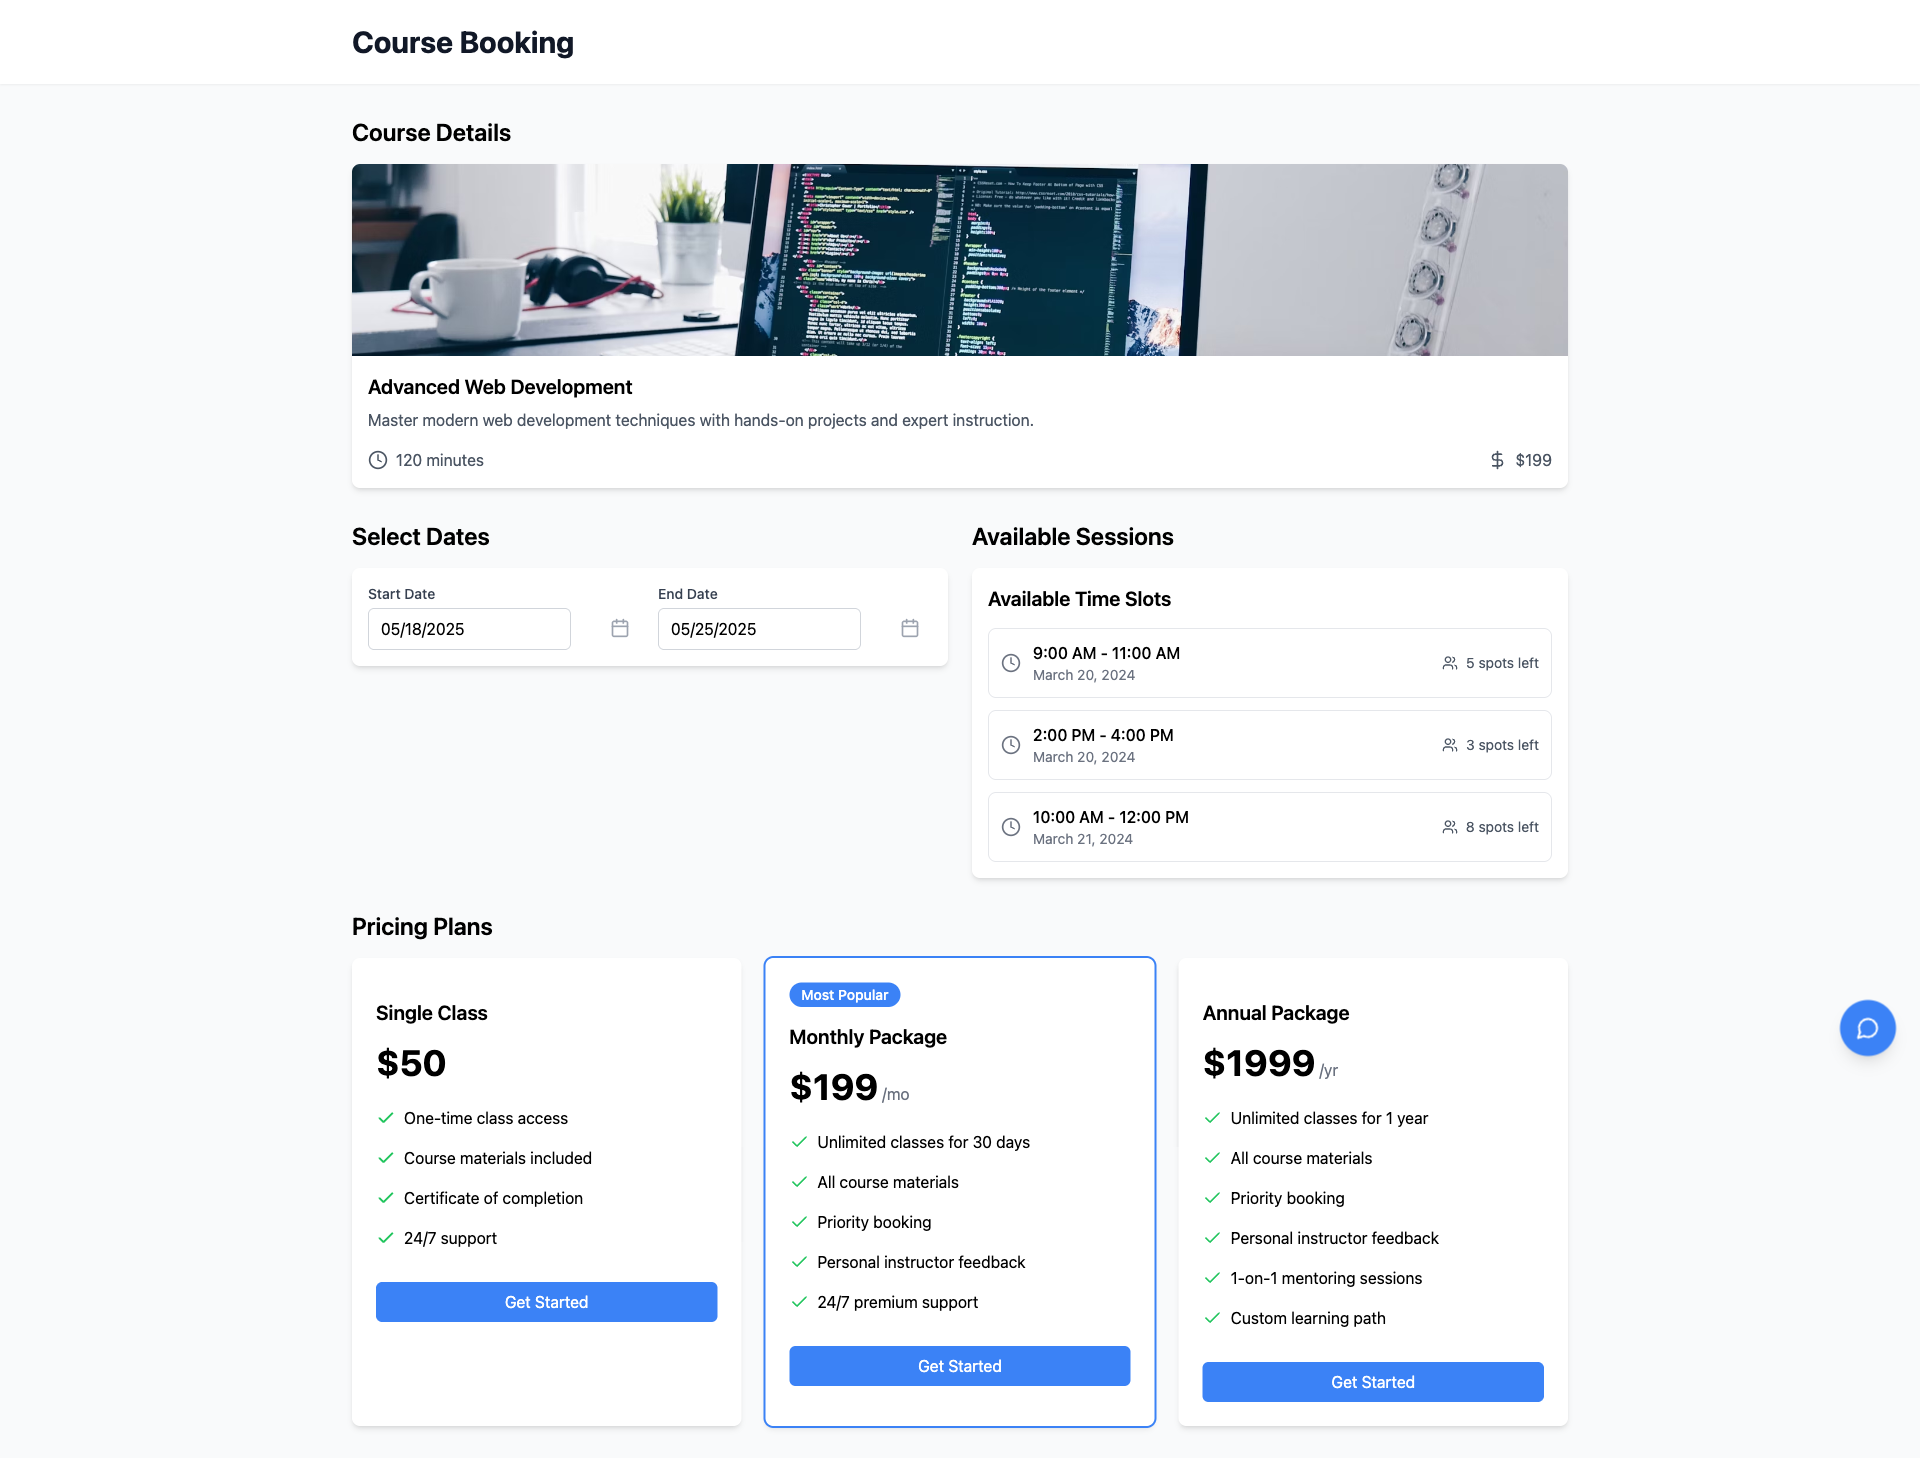 Course Booking
Course Details
Advanced Web Development
Master modern web development techniques with hands-on projects and expert instruction.
120 minutes
$199
Select Dates
Start Date
05/18/2025
End Date
05/25/2025
Available Sessions
Available Time Slots
9:00 AM - 11:00 AM
March 20, 2024
5 spots left
2:00 PM - 4:00 PM
March 20, 2024
3 spots left
10:00 AM - 12:00 PM
March 21, 2024
8 spots left
Pricing Plans
Single Class
$50
One-time class access
Course materials included
Certificate of completion
24/7 support
Get Started
Most Popular
Monthly Package
$199 /mo
Unlimited classes for 30 days
All course materials
Priority booking
Personal instructor feedback
24/7 premium support
Get Started
Annual Package
$1999 /yr
Unlimited classes for 1 year
All course materials
Priority booking
Personal instructor feedback
1-on-1 mentoring sessions
Custom learning path
Get Started